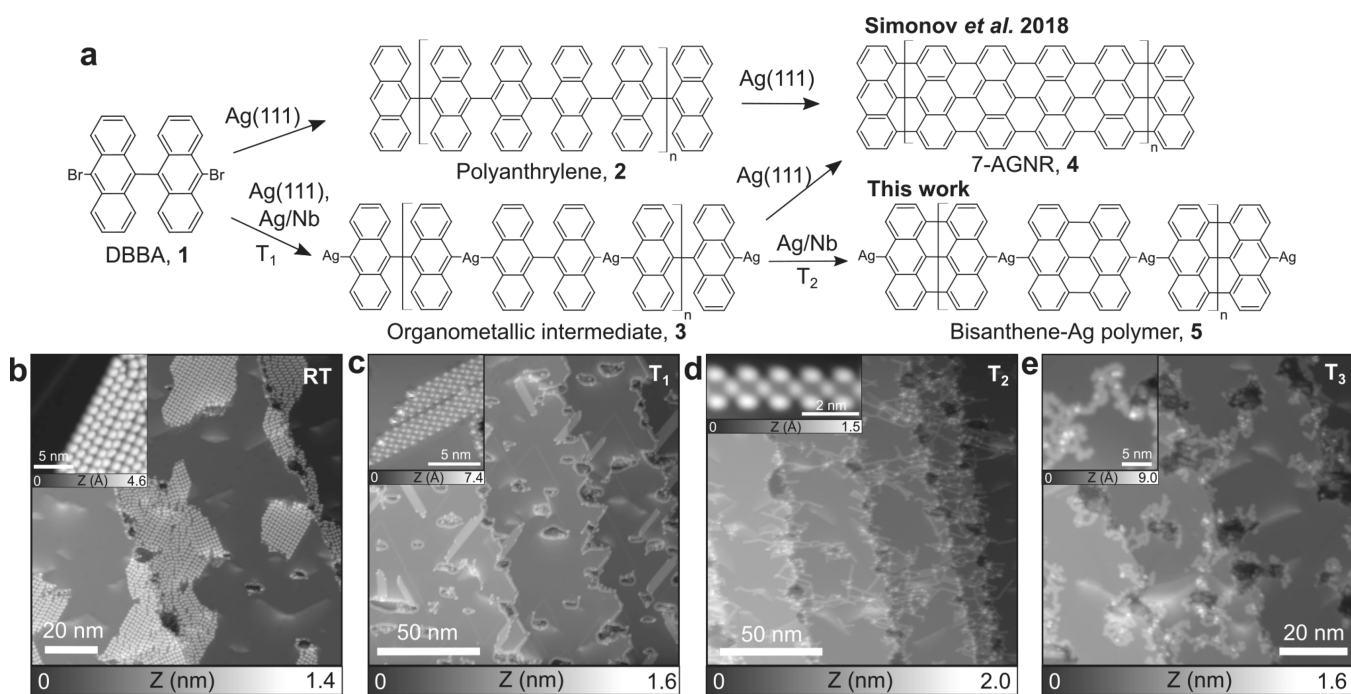 a
Simonov et al. 2018
Ag(111)
Ag(111)
n
n
Polyanthrylene, 2
7-AGNR, 4
Br
Br
DBBA, 1
Ag(111),
Ag/Nb
T1
Ag(111)
This work
Ag
Ag
Ag
Ag
n
Ag/Nb
T2
Ag
Ag
Ag
Ag
n
Organometallic intermediate, 3
Bisanthene-Ag polymer, 5
b
RT
5 nm
0 Z (Å) 4.6
20 nm
0 Z (nm) 1.4
c
T1
5 nm
0 Z (Å) 7.4
50 nm
0 Z (nm) 1.6
d
T2
2 nm
0 Z (Å) 1.5
50 nm
0 Z (nm) 2.0
e
T3
5 nm
0 Z (Å) 9.0
20 nm
0 Z (nm) 1.6